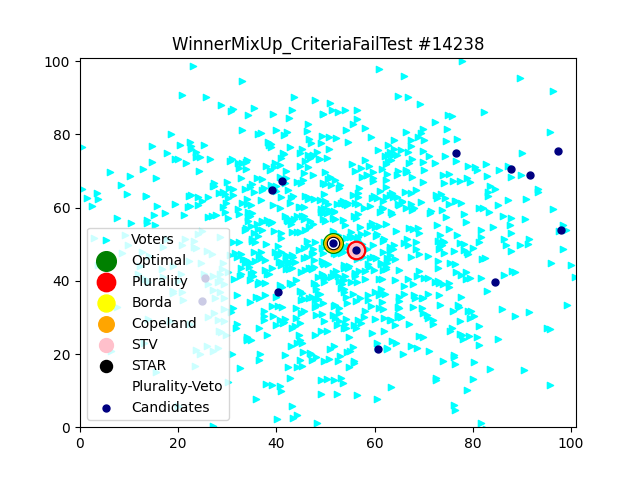 WinnerMixUp_CriteriaFailTest #14238
100
80
60
40
20
0
0 20 40 60 80 100
Voters
Optimal
Plurality
Borda
Copeland
STV
STAR
Plurality-Veto
Candidates